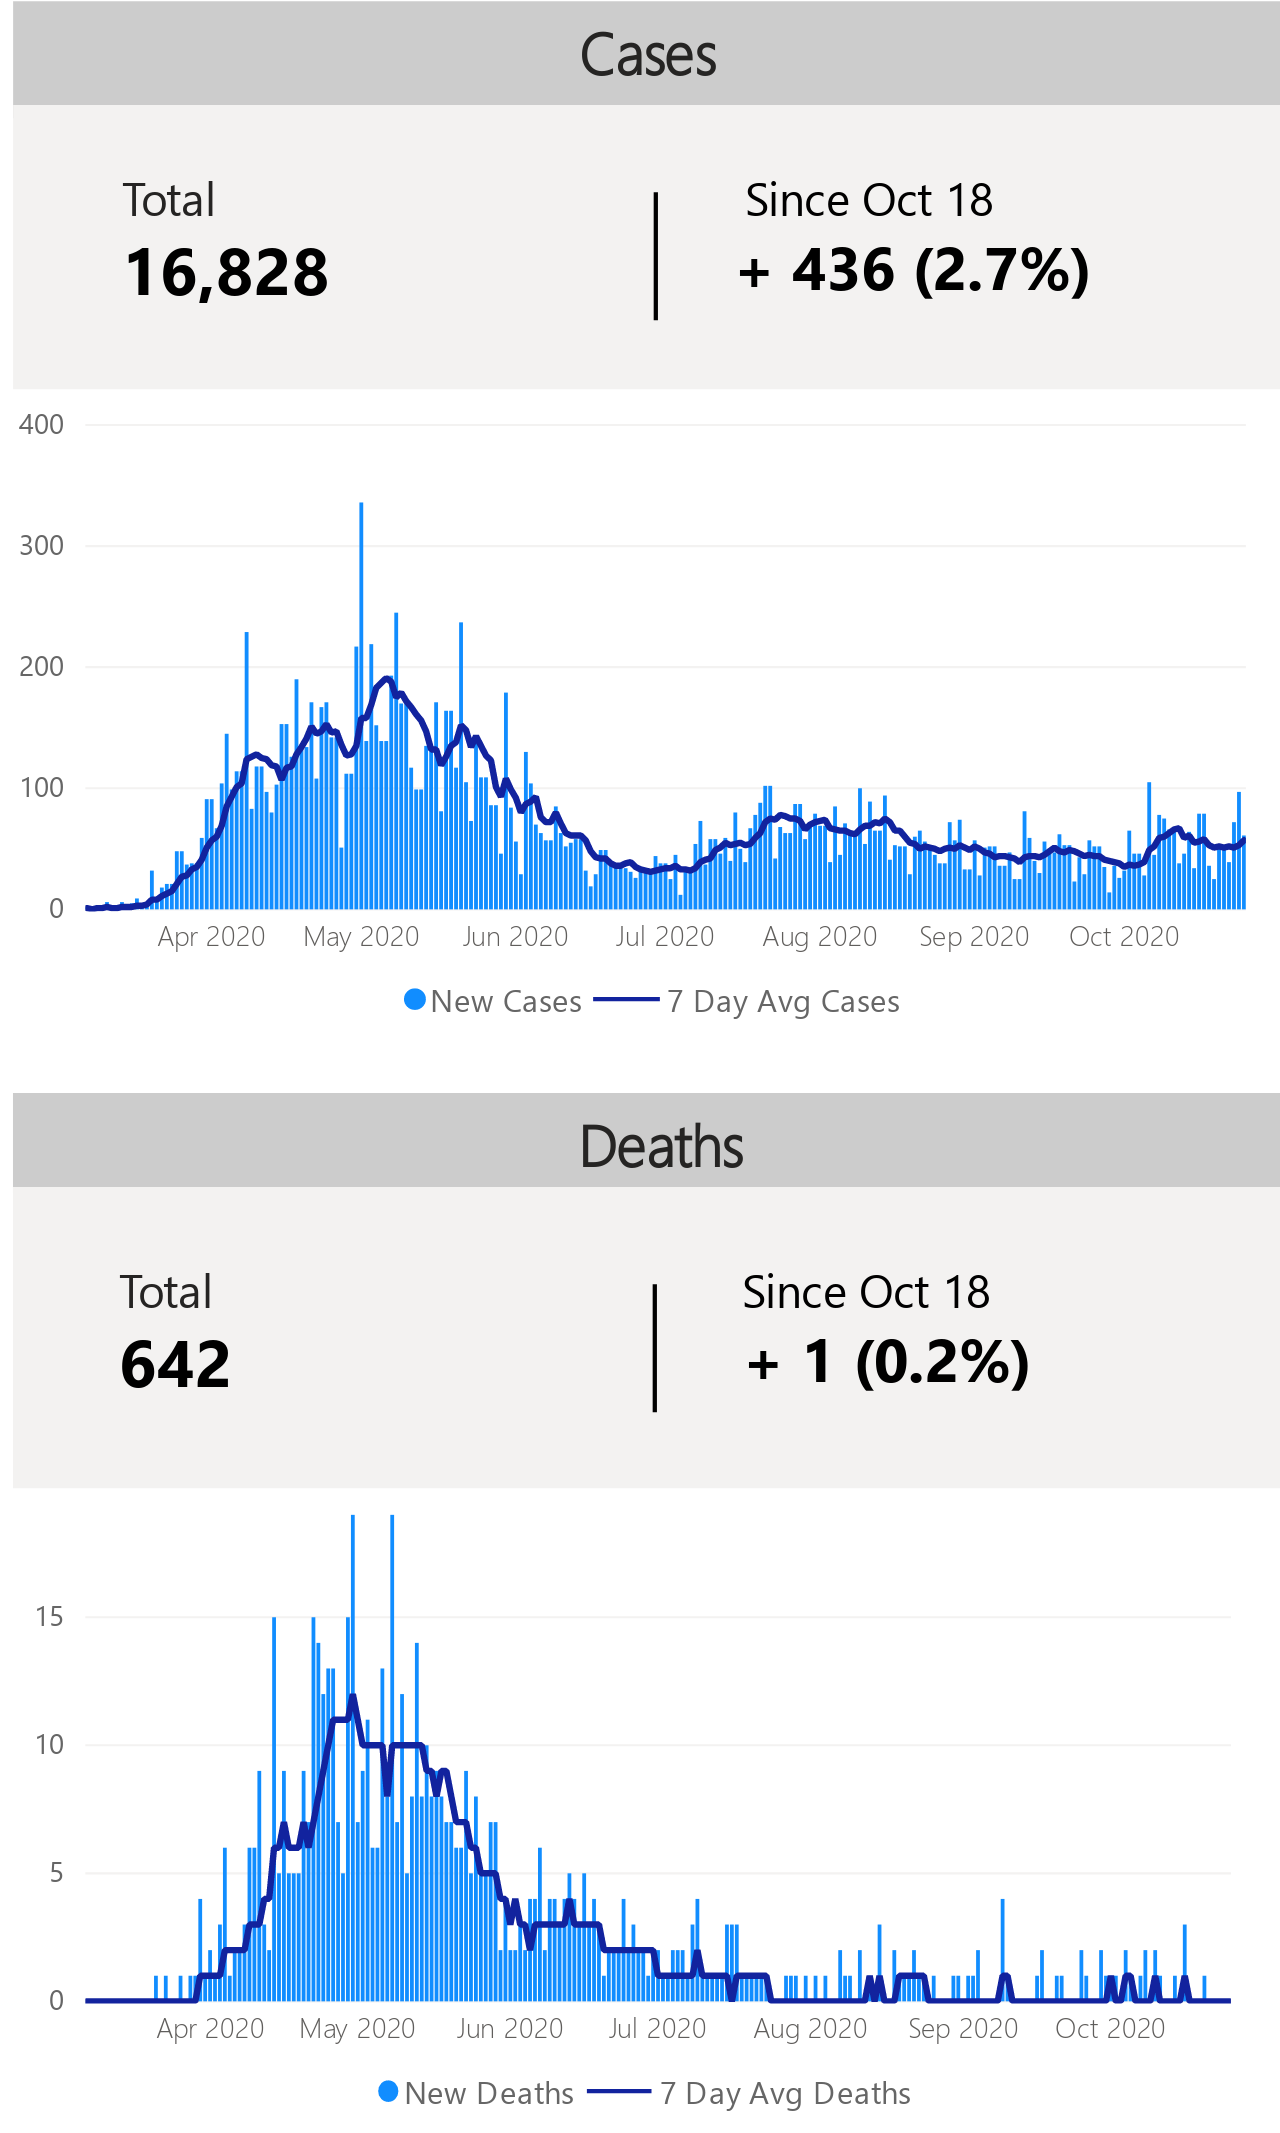 Cases
Total
Since Oct 18
16,828
+ 436 (2.7%)
400
300
200
100
0
Apr 2020 May 2020 Jun 2020 Jul 2020 Aug 2020 Sep 2020 Oct 2020
New Cases 7 Day Avg Cases
Deaths
Total
Since Oct 18
642
+ 1 (0.2%)
15
10
5
0
Apr 2020 May 2020 Jun 2020 Jul 2020 Aug 2020 Sep 2020 Oct 2020
New Deaths 7 Day Avg Deaths